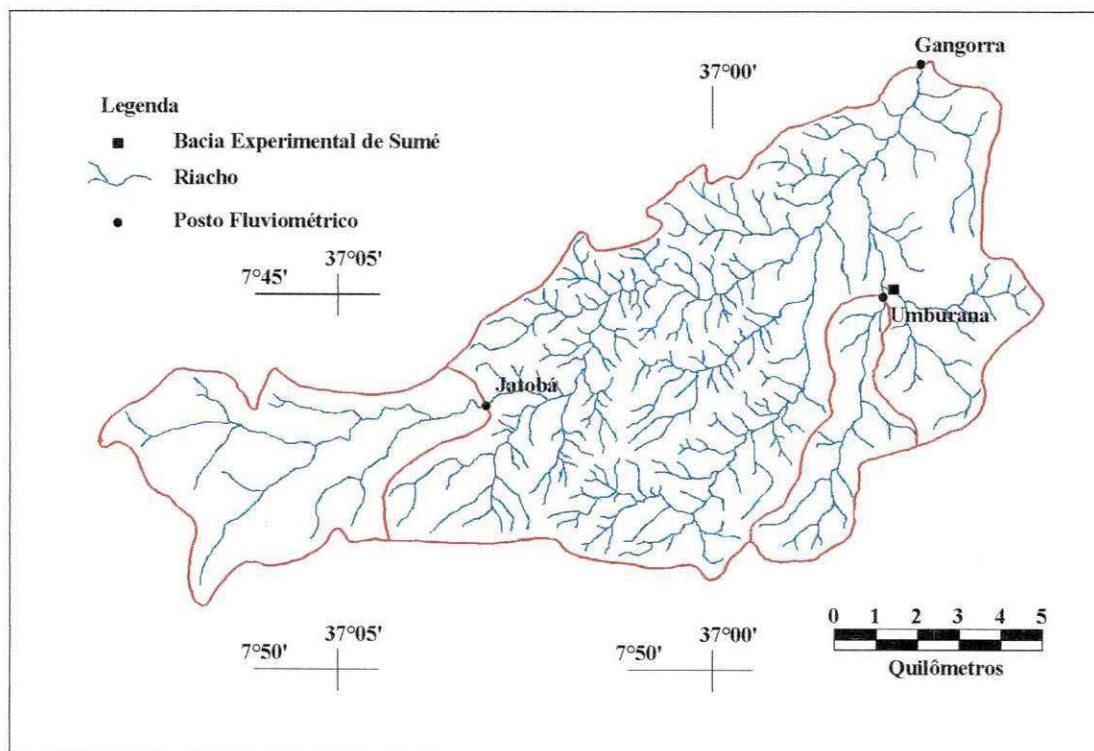 Gangorra
37°00'
Legenda
Bacia Experimental de Sumé
Riacho
Posto Fluviométrico
37°05'
7°45'
Umburana
Jatobá
0 1 2 3 4 5
Quilômetros
37°05'
7°50'
37°00'
7°50'